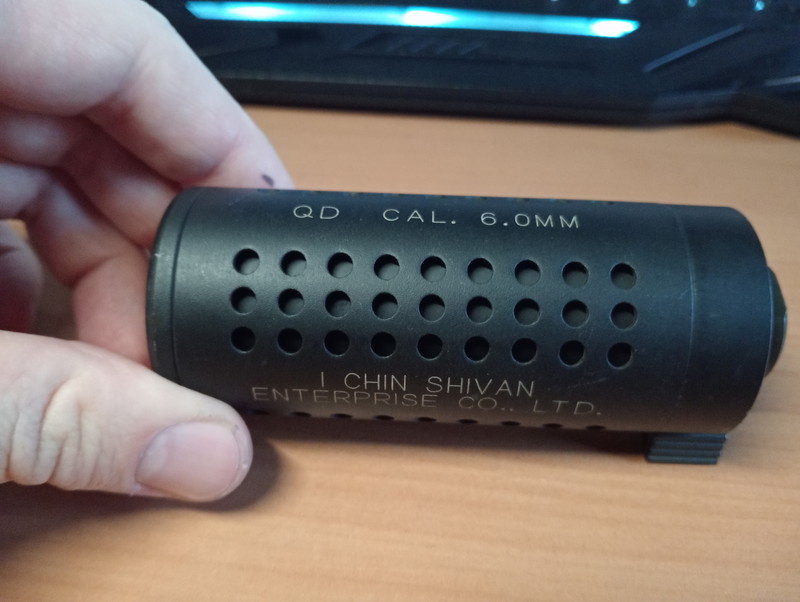 QD CAL. 6.0MM
I CHIN SHIVAN
ENTERPRISE CO., LTD.